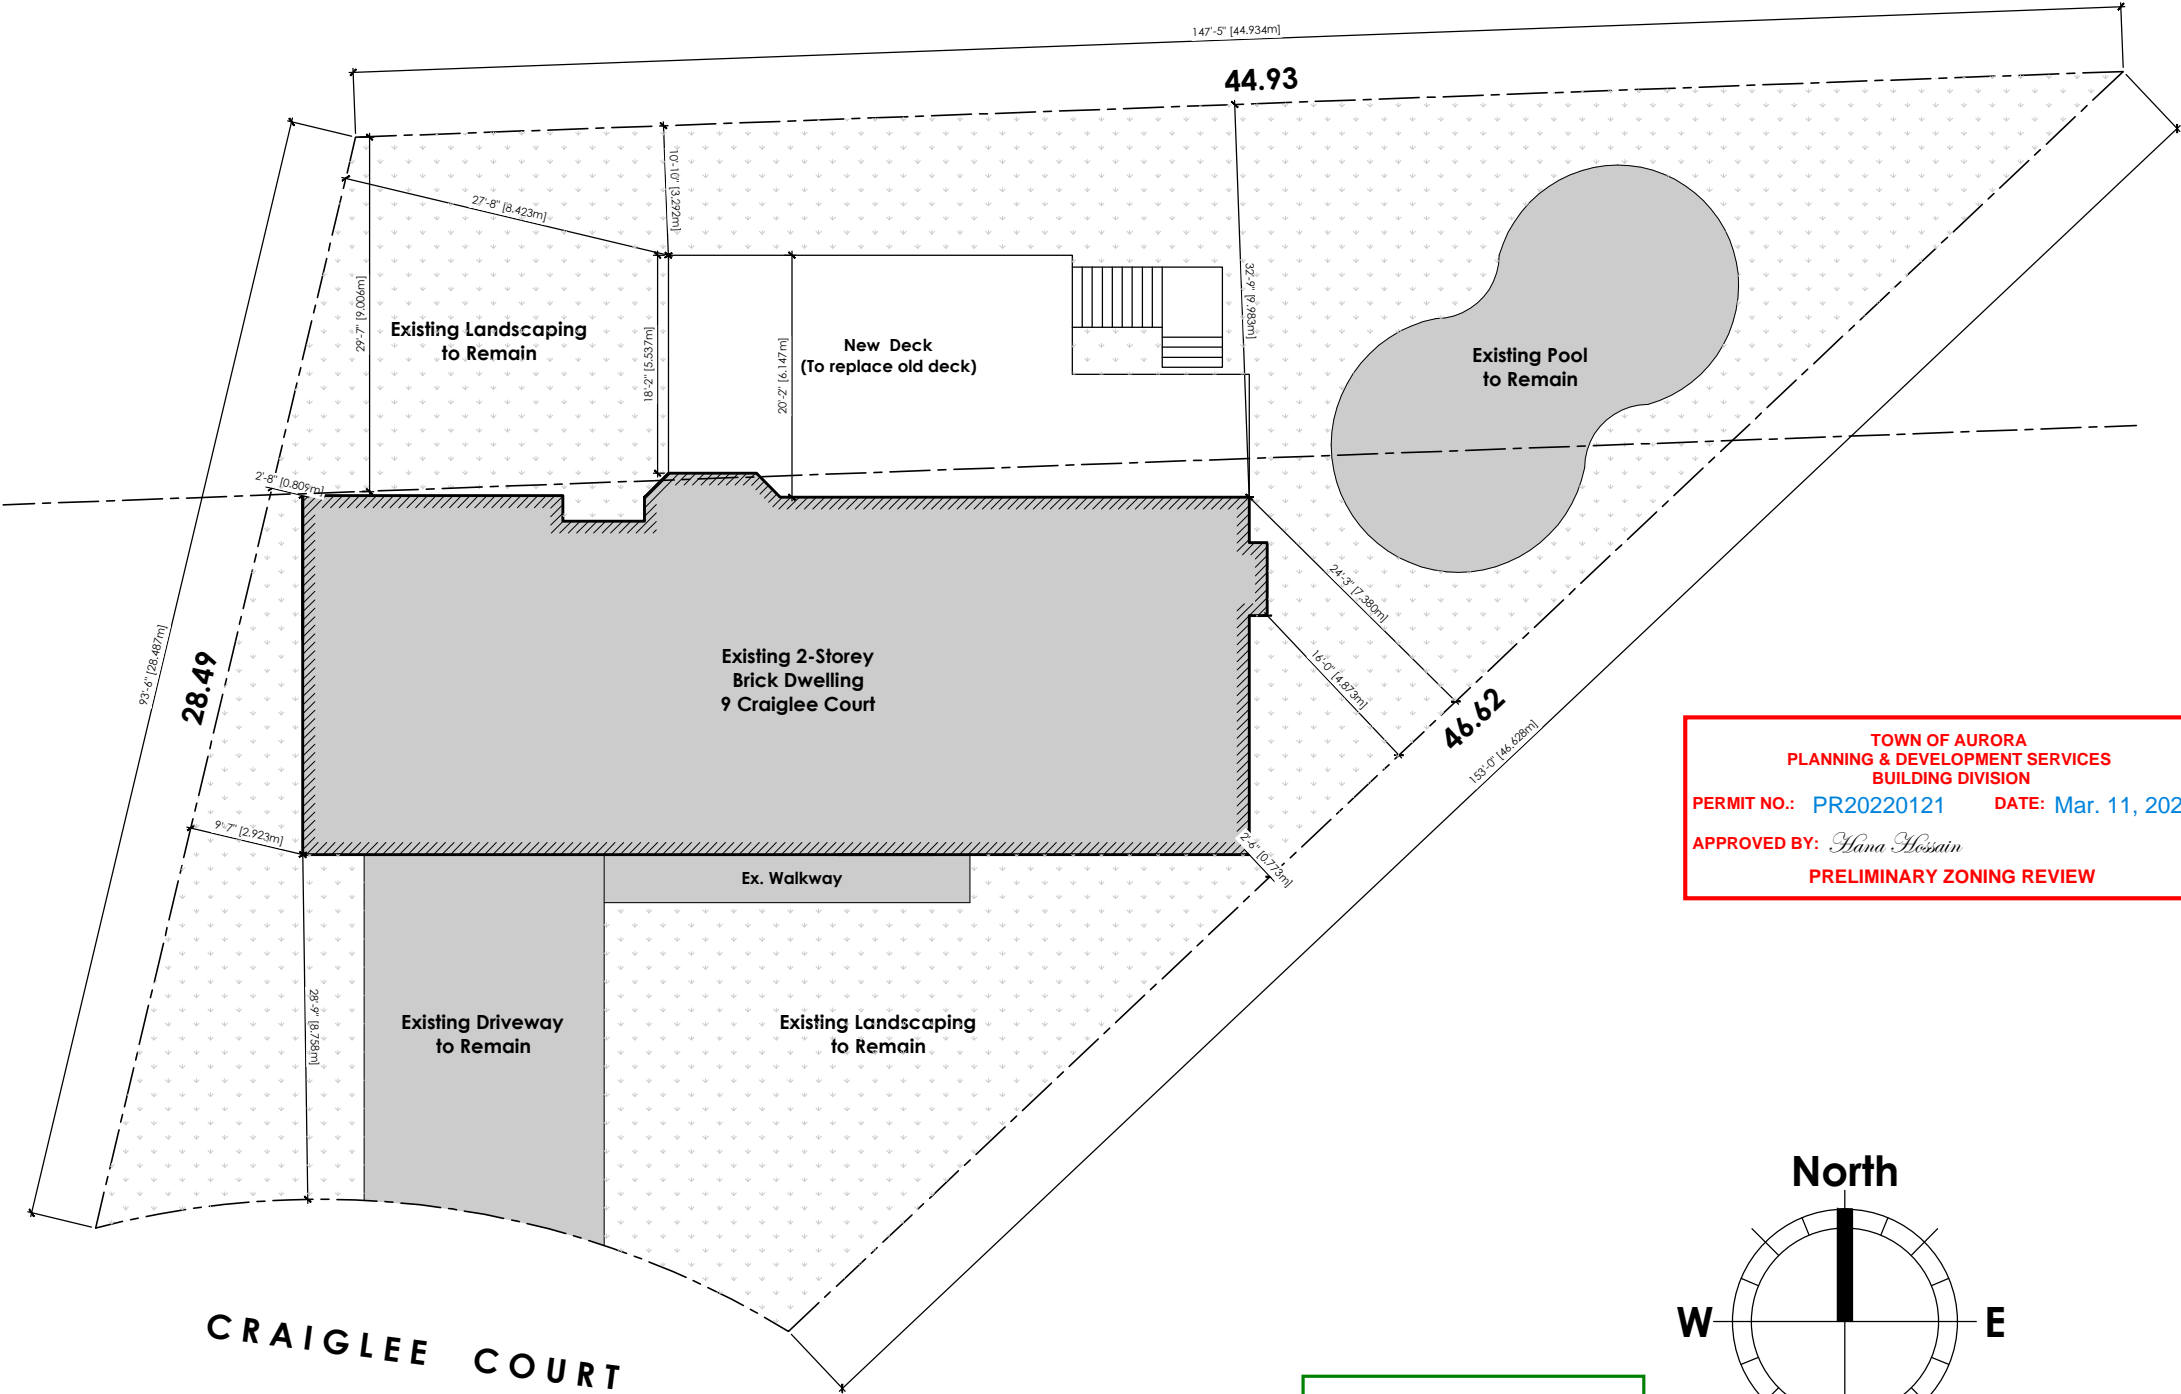 147'-5" [44.934m]
44.93
10'-10" [3.292m]
27'-8" [8.423m]
29'-7" [9.006m]
Existing Landscaping
to Remain
18'-2" [5.537m]
20'-2" [6.147m]
New Deck
(To replace old deck)
32'-9" [9.983m]
Existing Pool
to Remain
2'-8" [0.809m]
93'-6" [28.487m]
28.49
Existing 2-Storey
Brick Dwelling
9 Craiglee Court
24'-3" [7.380m]
16'-0" [4.873m]
46.62
153'-0" [46.628m]
TOWN OF AURORA
PLANNING & DEVELOPMENT SERVICES
BUILDING DIVISION
PERMIT NO.: PR20220121 DATE: Mar. 11, 202
APPROVED BY: Hana Hossain
PRELIMINARY ZONING REVIEW
9'-7" [2.923m]
2'-6" [0.773m]
Ex. Walkway
28'-9" [8.758m]
Existing Driveway
to Remain
Existing Landscaping
to Remain
North
W E
CRAIGLEE COURT